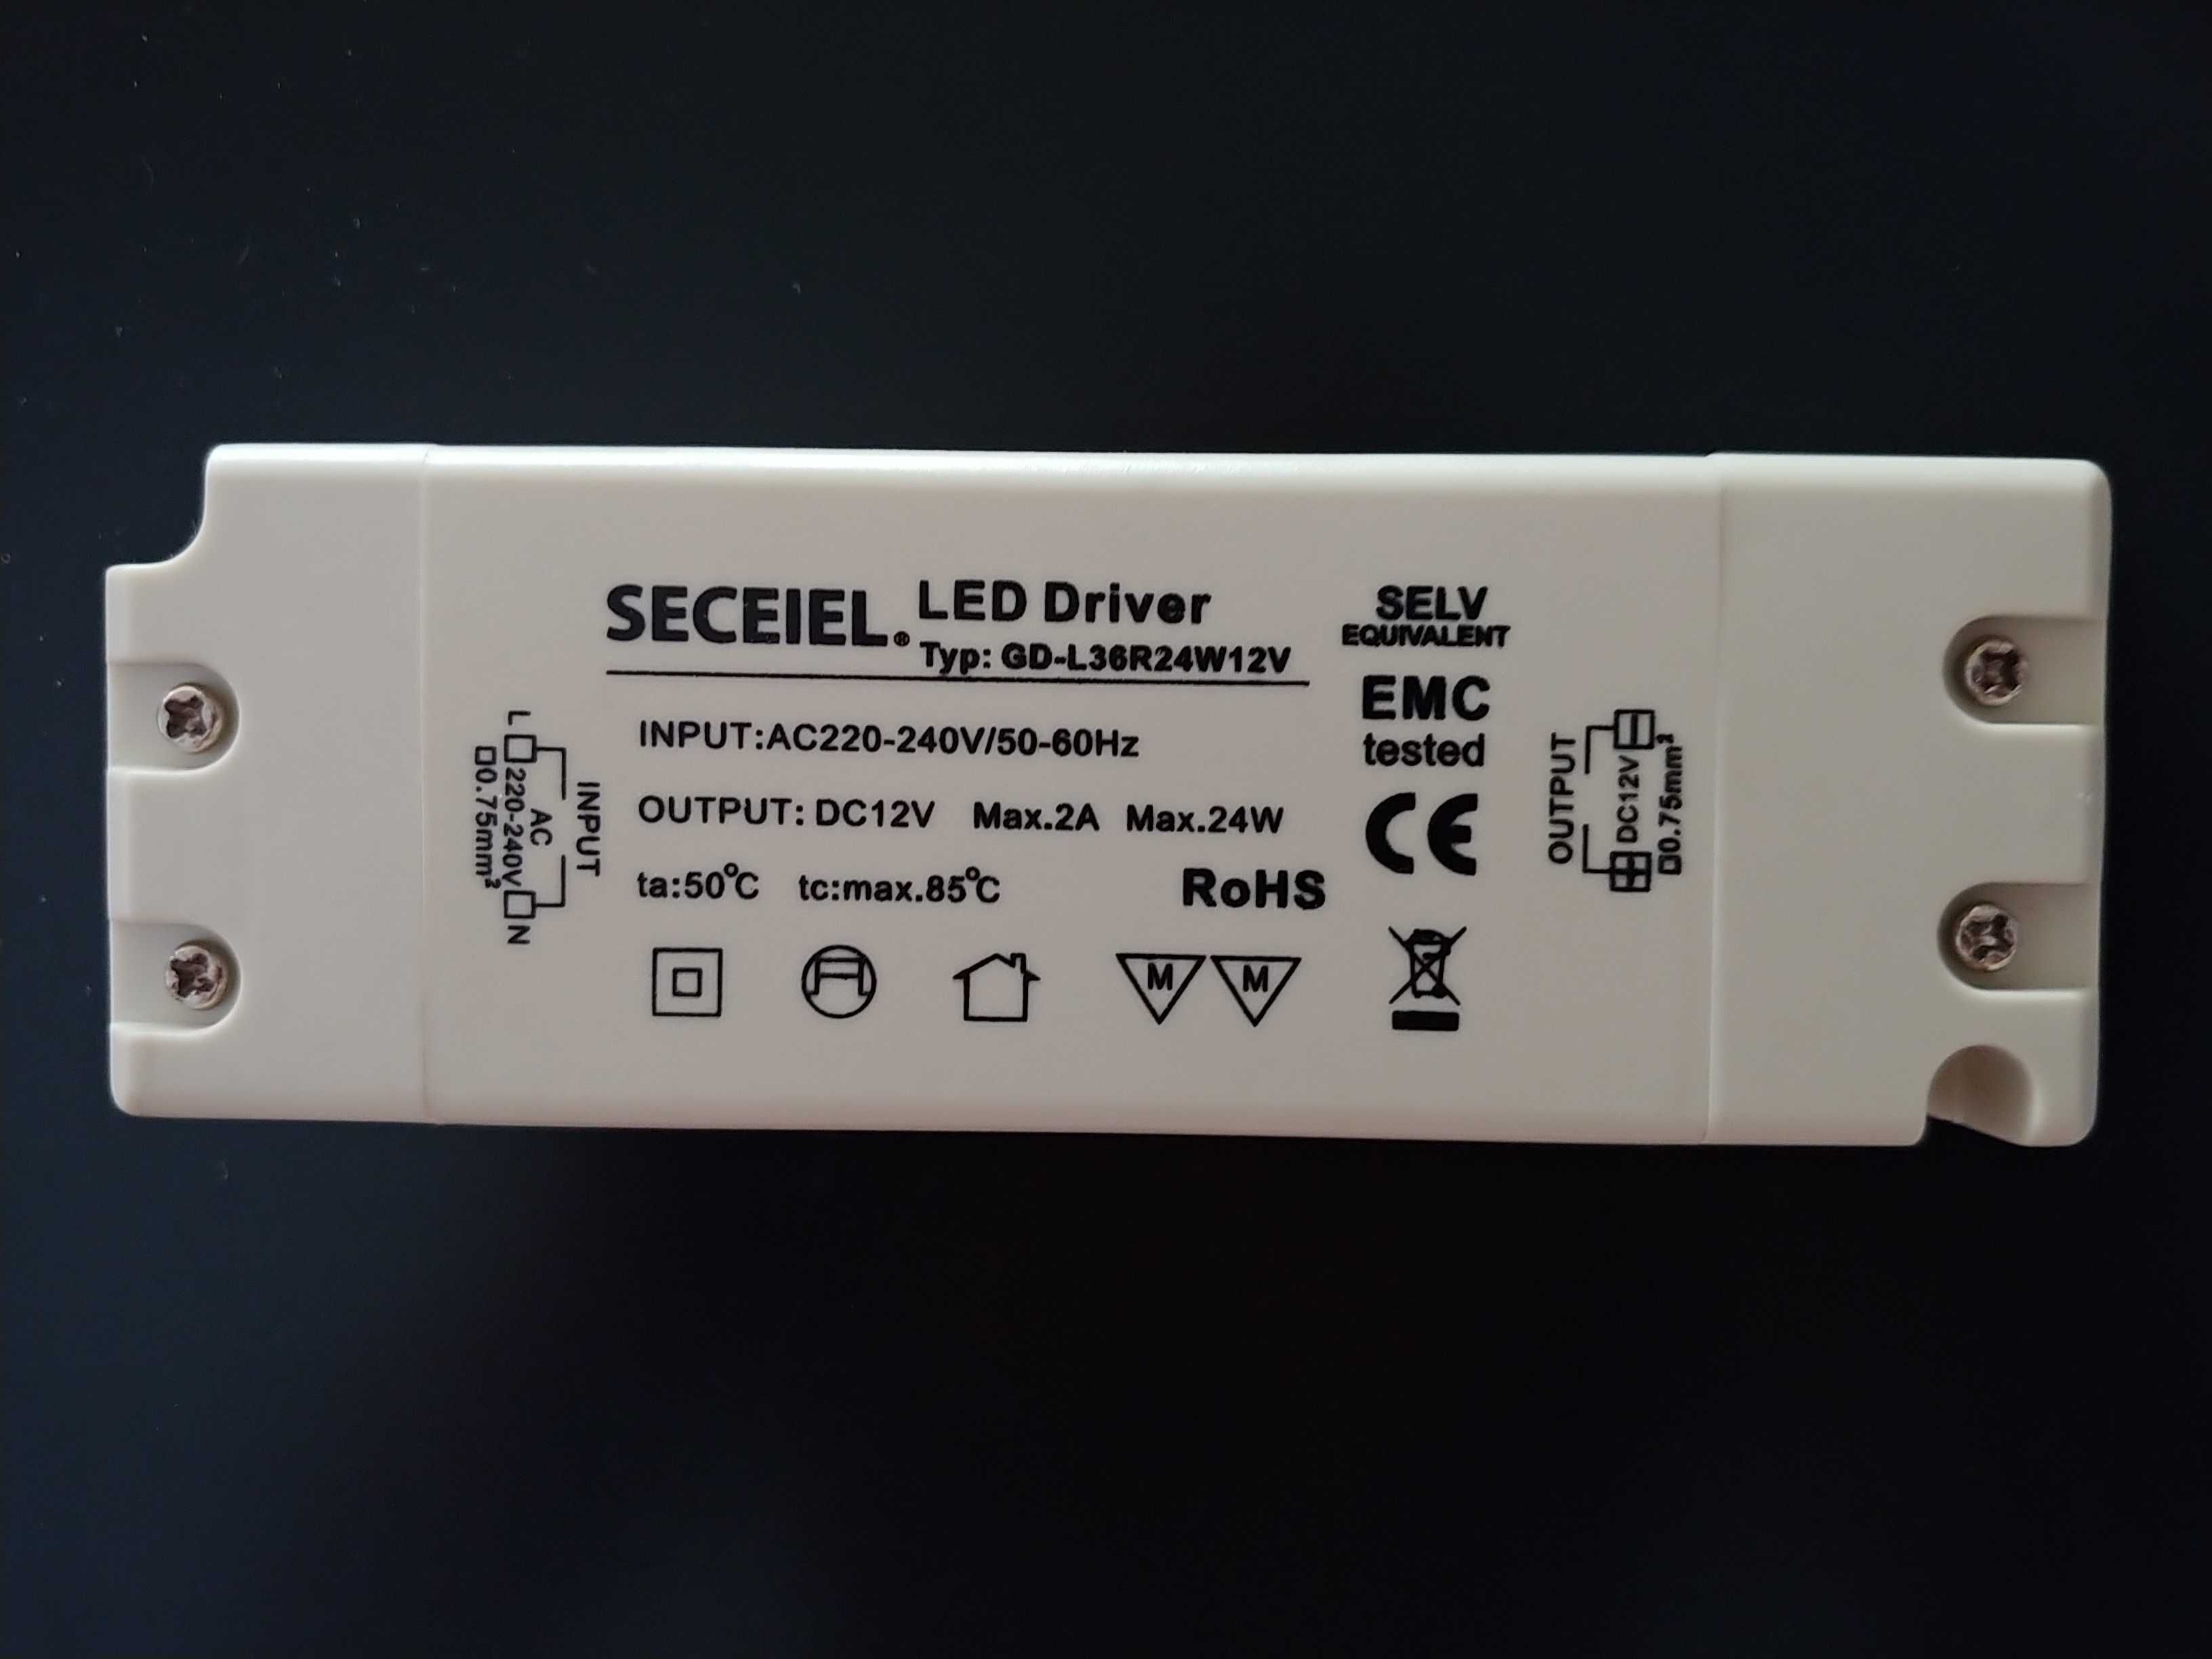 SECEIEL.®
LED Driver
Typ: GD-L36R24W12V
INPUT:AC220-240V/50-60Hz
OUTPUT: DC12V Max.2A Max.24W
ta:50℃ tc:max.85℃
RoHS
M M
SELV
EQUIVALENT
EMC
tested
CE
INPUT
AC
L 220-240V N
0.75mm²
OUTPUT
DC12V
0.75mm²